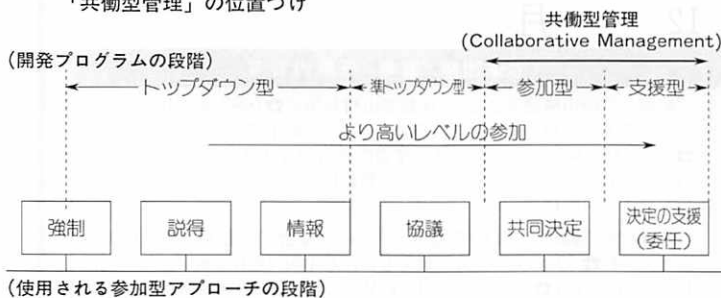 「共働型管理」の位置づけ
共働型管理
(Collaborative Management)
(開発プログラムの段階)
トップダウン型 準トップダウン型 参加型 支援型
より高いレベルの参加
強制 説得 情報 協議 共同決定 決定の支援
(委任)
(使用される参加型アプローチの段階)